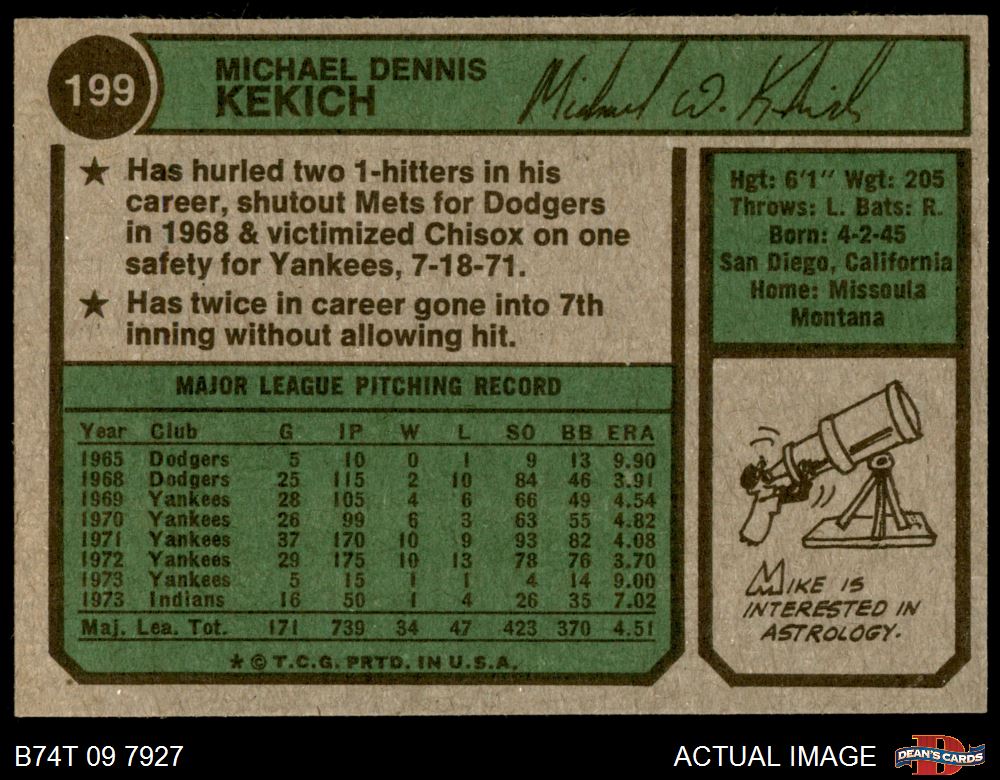 199
MICHAEL DENNIS
KEKICH
Michael D. Kekich
★ Has hurled two 1-hitters in his
career, shutout Mets for Dodgers
in 1968 & victimized Chisox on one
safety for Yankees, 7-18-71.
★ Has twice in career gone into 7th
inning without allowing hit.
Hgt: 6'1" Wgt: 205
Throws: L. Bats: R.
Born: 4-2-45
San Diego, California
Home: Missoula
Montana
MAJOR LEAGUE PITCHING RECORD
Year Club G IP W L SO BB ERA
1965 Dodgers 5 10 0 1 9 13 9.90
1968 Dodgers 25 115 2 10 84 46 3.91
1969 Yankees 28 105 4 6 66 49 4.54
1970 Yankees 26 99 6 3 63 55 4.82
1971 Yankees 37 170 10 9 93 82 4.08
1972 Yankees 29 175 10 13 78 76 3.70
1973 Yankees 5 15 1 1 4 14 9.00
1973 Indians 16 50 1 4 26 35 7.02
Maj. Lea. Tot. 171 739 34 47 423 370 4.51
★ © T.C.G. PRTD. IN U.S.A.
MIKE IS
INTERESTED IN
ASTROLOGY.
B74T 09 7927
ACTUAL IMAGE
DEAN'S CARDS